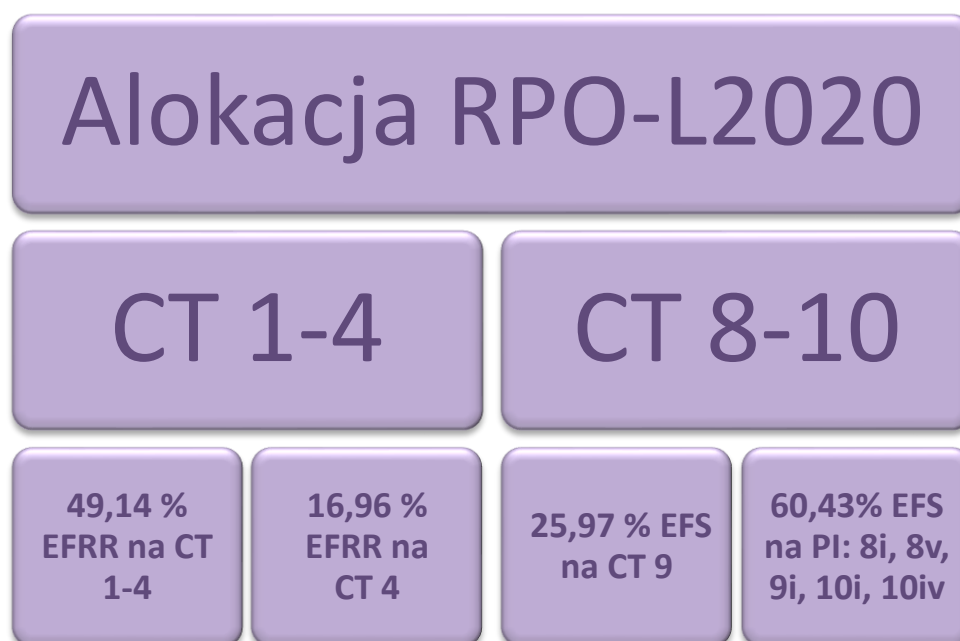 Alokacja RPO-L2020
CT 1-4
CT 8-10
49,14 %
EFRR na CT
1-4
16,96 %
EFRR na
CT 4
25,97 % EFS
na CT 9
60,43% EFS
na PI: 8i, 8v,
9i, 10i, 10iv